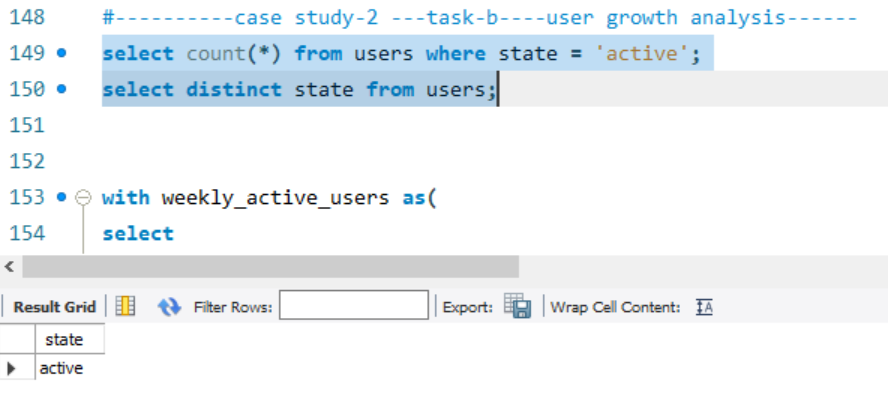 148 #----------case study-2 ---task-b----user growth analysis------
149 select count(*) from users where state = 'active';
150 select distinct state from users;
151
152
153 with weekly_active_users as(
154 select
Result Grid Filter Rows: Export: Wrap Cell Content:
state
active